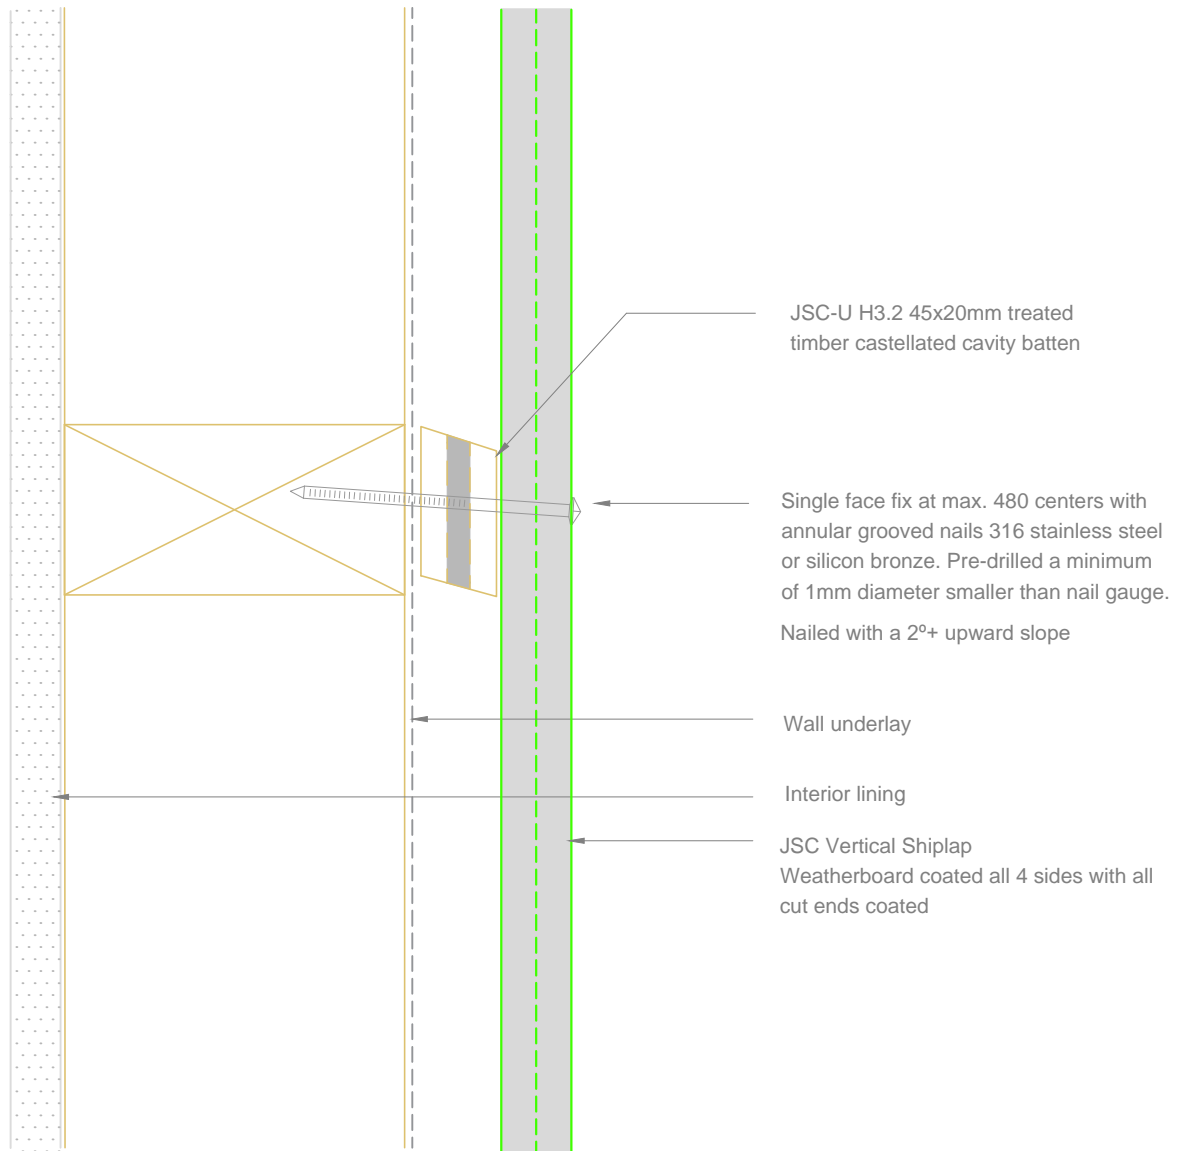 JSC-U H3.2 45x20mm treated
timber castellated cavity batten
Single face fix at max. 480 centers with
annular grooved nails 316 stainless steel
or silicon bronze. Pre-drilled a minimum
of 1mm diameter smaller than nail gauge.
Nailed with a 2º+ upward slope
Wall underlay
Interior lining
JSC Vertical Shiplap
Weatherboard coated all 4 sides with all
cut ends coated